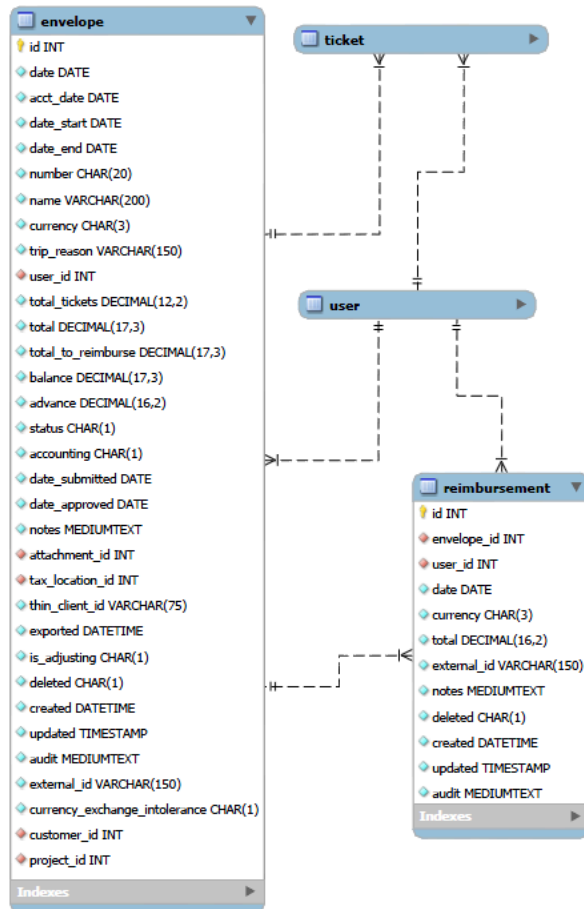 envelope
id INT
date DATE
acct_date DATE
date_start DATE
date_end DATE
number CHAR(20)
name VARCHAR(200)
currency CHAR(3)
trip_reason VARCHAR(150)
user_id INT
total_tickets DECIMAL(12,2)
total DECIMAL(17,3)
total_to_reimburse DECIMAL(17,3)
balance DECIMAL(17,3)
advance DECIMAL(16,2)
status CHAR(1)
accounting CHAR(1)
date_submitted DATE
date_approved DATE
notes MEDIUMTEXT
attachment_id INT
tax_location_id INT
thin_client_id VARCHAR(75)
exported DATETIME
is_adjusting CHAR(1)
deleted CHAR(1)
created DATETIME
updated TIMESTAMP
audit MEDIUMTEXT
external_id VARCHAR(150)
currency_exchange_intolerance CHAR(1)
customer_id INT
project_id INT
Indexes
ticket
user
reimbursement
id INT
envelope_id INT
user_id INT
date DATE
currency CHAR(3)
total DECIMAL(16,2)
external_id VARCHAR(150)
notes MEDIUMTEXT
deleted CHAR(1)
created DATETIME
updated TIMESTAMP
audit MEDIUMTEXT
Indexes